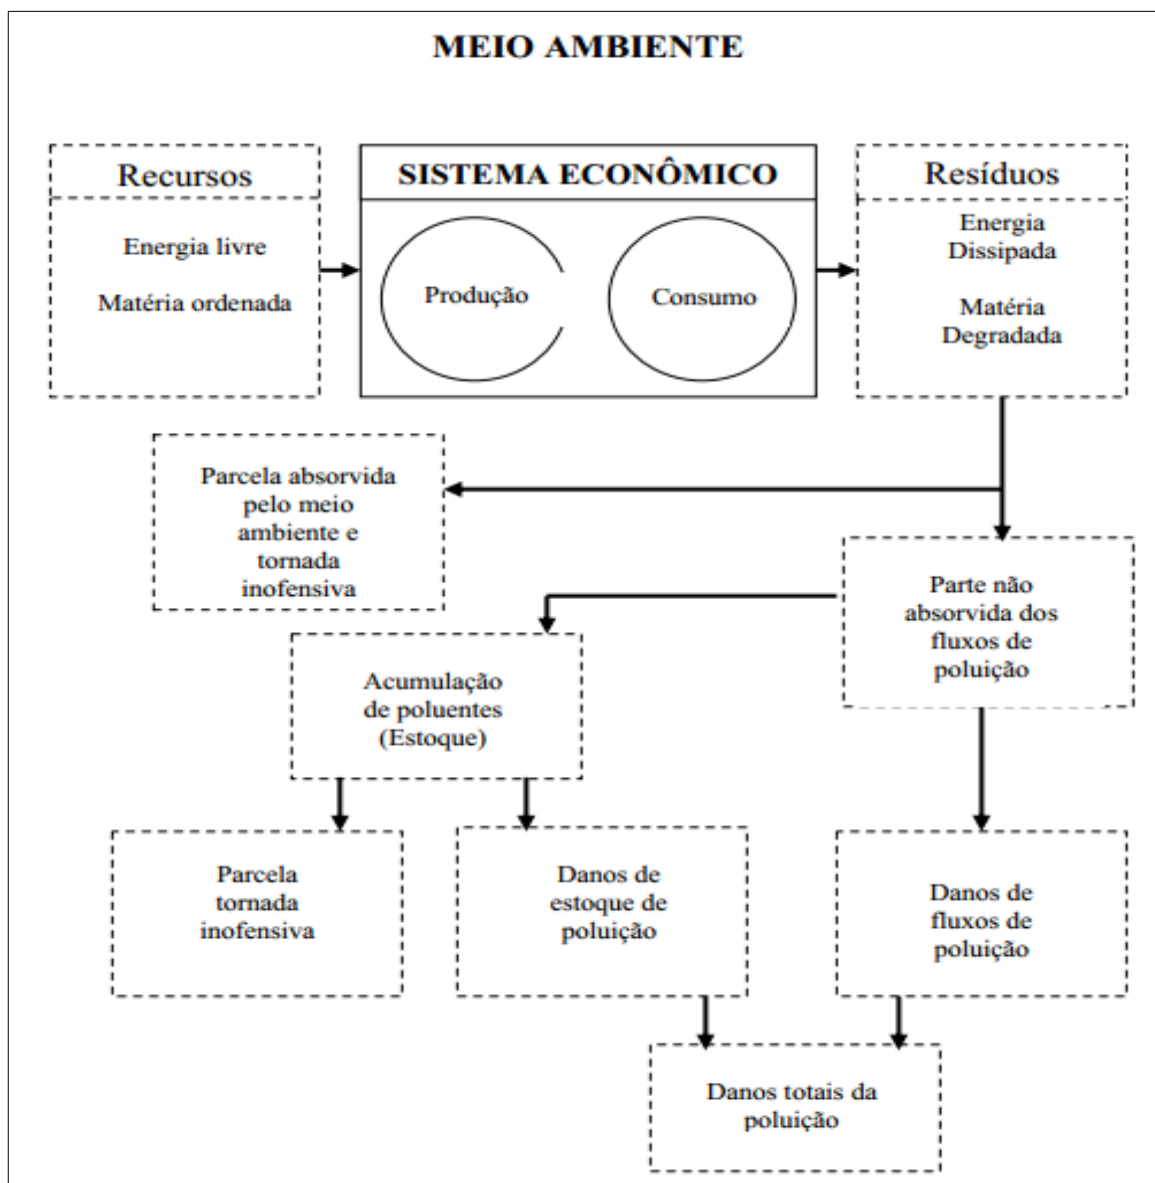 MEIO AMBIENTE
Recursos
Energia livre
Matéria ordenada
SISTEMA ECONÔMICO
Produção
Consumo
Resíduos
Energia
Dissipada
Matéria
Degradada
Parcela absorvida
pelo meio
ambiente e
tornada
inofensiva
Parte não
absorvida dos
fluxos de
poluição
Acumulação
de poluentes
(Estoque)
Parcela
tornada
inofensiva
Danos de
estoque de
poluição
Danos de
fluxos de
poluição
Danos totais da
poluição